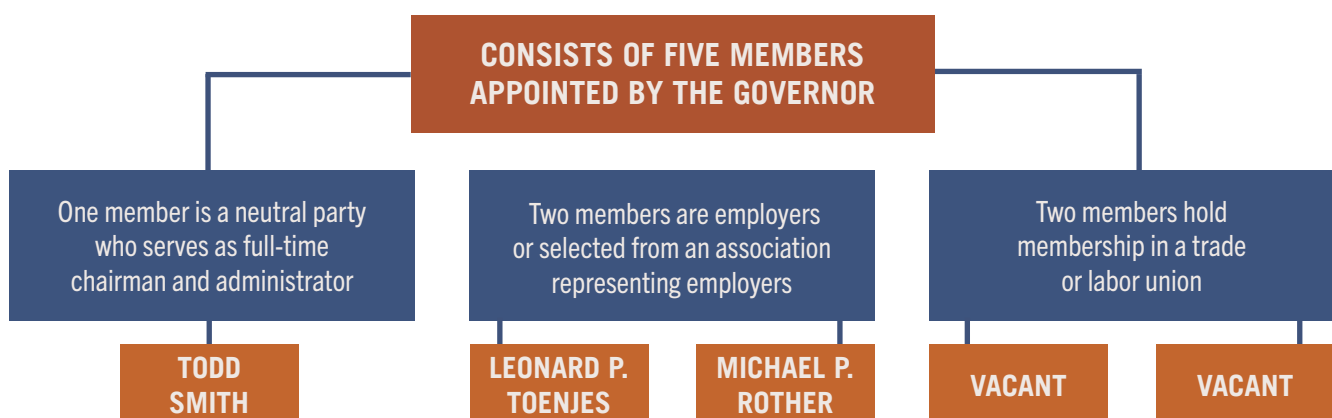 CONSISTS OF FIVE MEMBERS
APPOINTED BY THE GOVERNOR
One member is a neutral party
who serves as full-time
chairman and administrator
Two members are employers
or selected from an association
representing employers
Two members hold
membership in a trade
or labor union
TODD
SMITH
LEONARD P.
TOENJES
MICHAEL P.
ROTHER
VACANT
VACANT